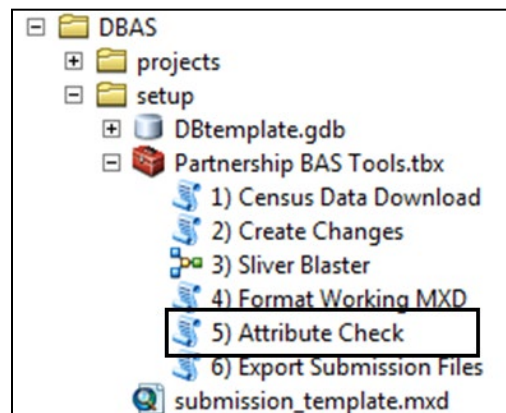 DBAS
projects
setup
DBtemplate.gdb
Partnership BAS Tools.tbx
1) Census Data Download
2) Create Changes
3) Sliver Blaster
4) Format Working MXD
5) Attribute Check
6) Export Submission Files
submission_template.mxd